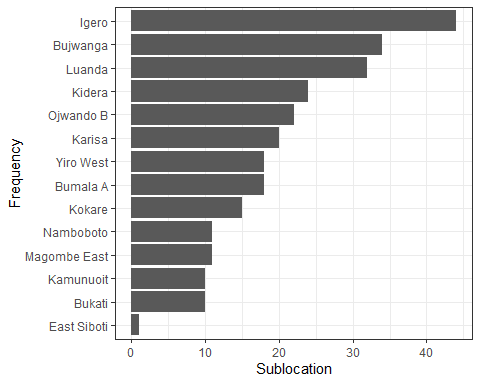 Igero
Bujwanga
Luanda
Kidera
Ojwando B
Karisa
Yiro West
Bumala A
Kokare
Namboboto
Magombe East
Kamunuoit
Bukati
East Siboti
Frequency
0 10 20 30 40
Sublocation